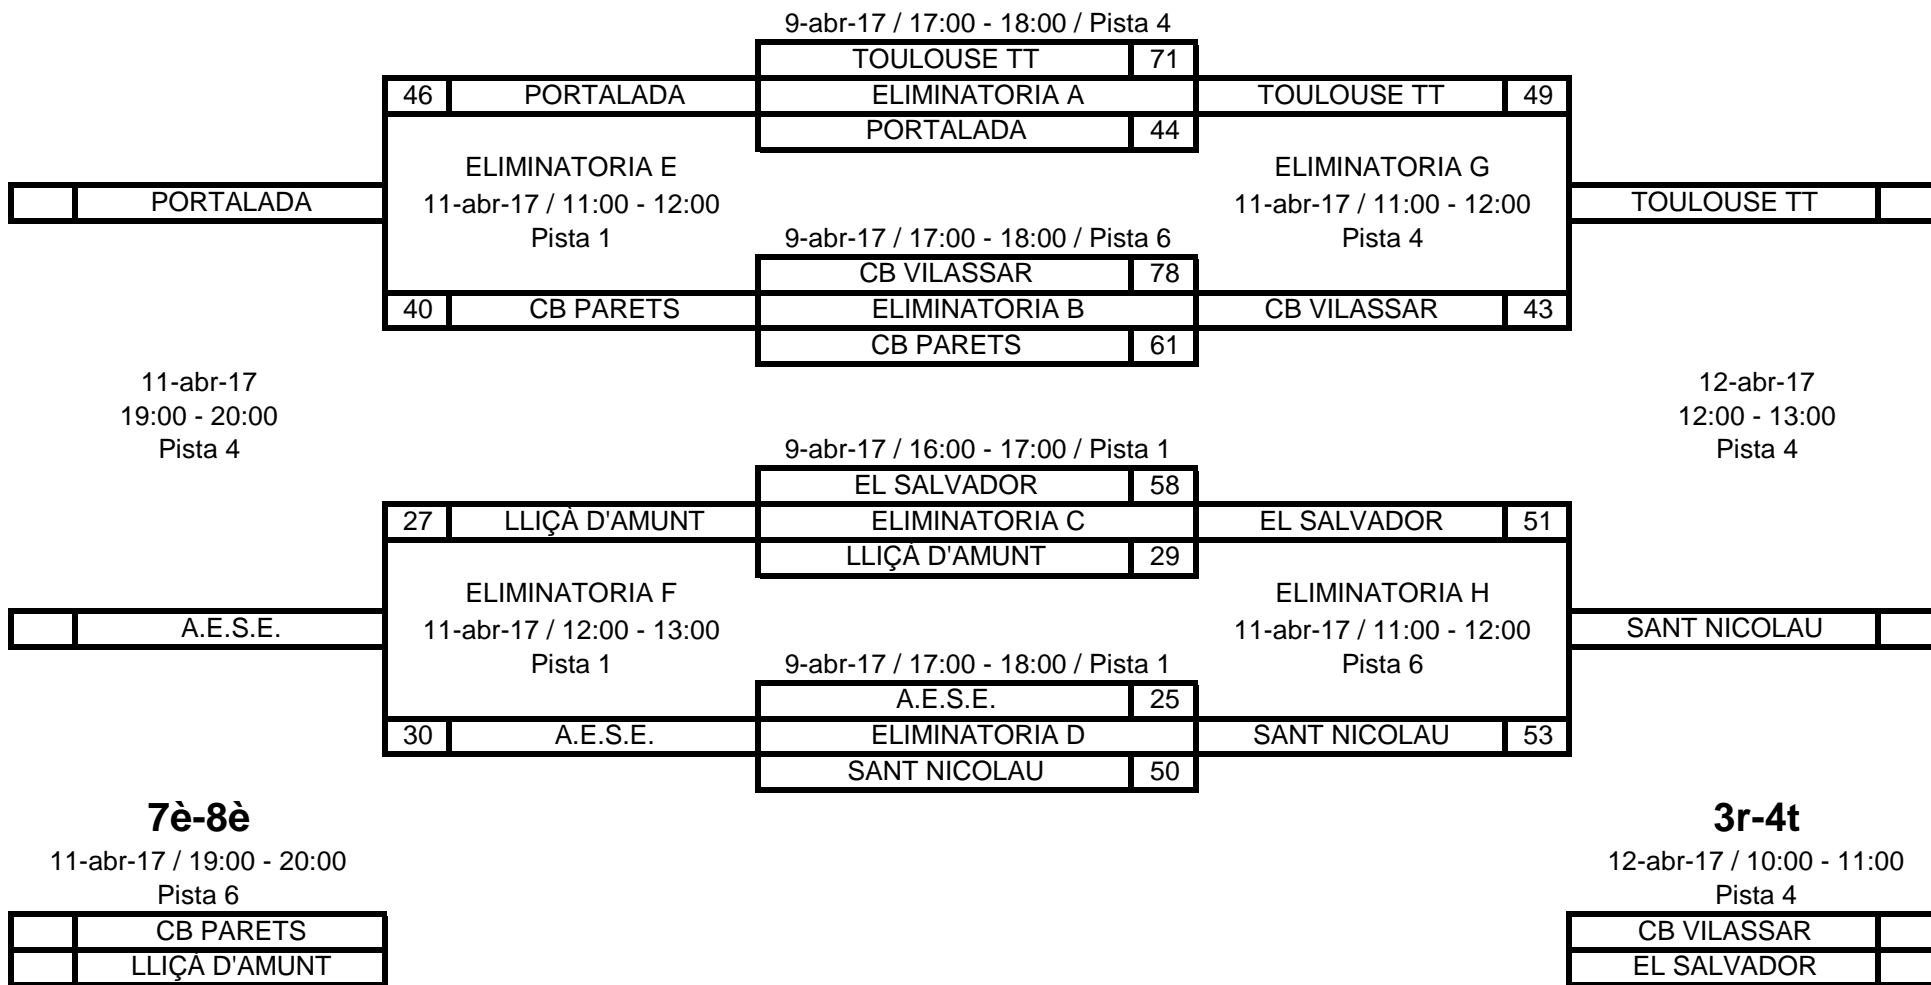 9-abr-17 / 17:00 - 18:00 / Pista 4
TOULOUSE TT 71
46 PORTALADA ELIMINATORIA A TOULOUSE TT 49
PORTALADA 44
ELIMINATORIA E ELIMINATORIA G
PORTALADA 11-abr-17 / 11:00 - 12:00 11-abr-17 / 11:00 - 12:00 TOULOUSE TT
Pista 1 9-abr-17 / 17:00 - 18:00 / Pista 6 Pista 4
CB VILASSAR 78
40 CB PARETS ELIMINATORIA B CB VILASSAR 43
CB PARETS 61
11-abr-17 12-abr-17
19:00 - 20:00 12:00 - 13:00
Pista 4 9-abr-17 / 16:00 - 17:00 / Pista 1 Pista 4
EL SALVADOR 58
27 LLIÇÀ D'AMUNT ELIMINATORIA C EL SALVADOR 51
LLIÇÀ D'AMUNT 29
ELIMINATORIA F ELIMINATORIA H
A.E.S.E. 11-abr-17 / 12:00 - 13:00 11-abr-17 / 11:00 - 12:00 SANT NICOLAU
Pista 1 9-abr-17 / 17:00 - 18:00 / Pista 1 Pista 6
A.E.S.E. 25
30 A.E.S.E. ELIMINATORIA D SANT NICOLAU 53
SANT NICOLAU 50
7è-8è 3r-4t
11-abr-17 / 19:00 - 20:00 12-abr-17 / 10:00 - 11:00
Pista 6 Pista 4
CB PARETS CB VILASSAR
LLIÇÀ D'AMUNT EL SALVADOR